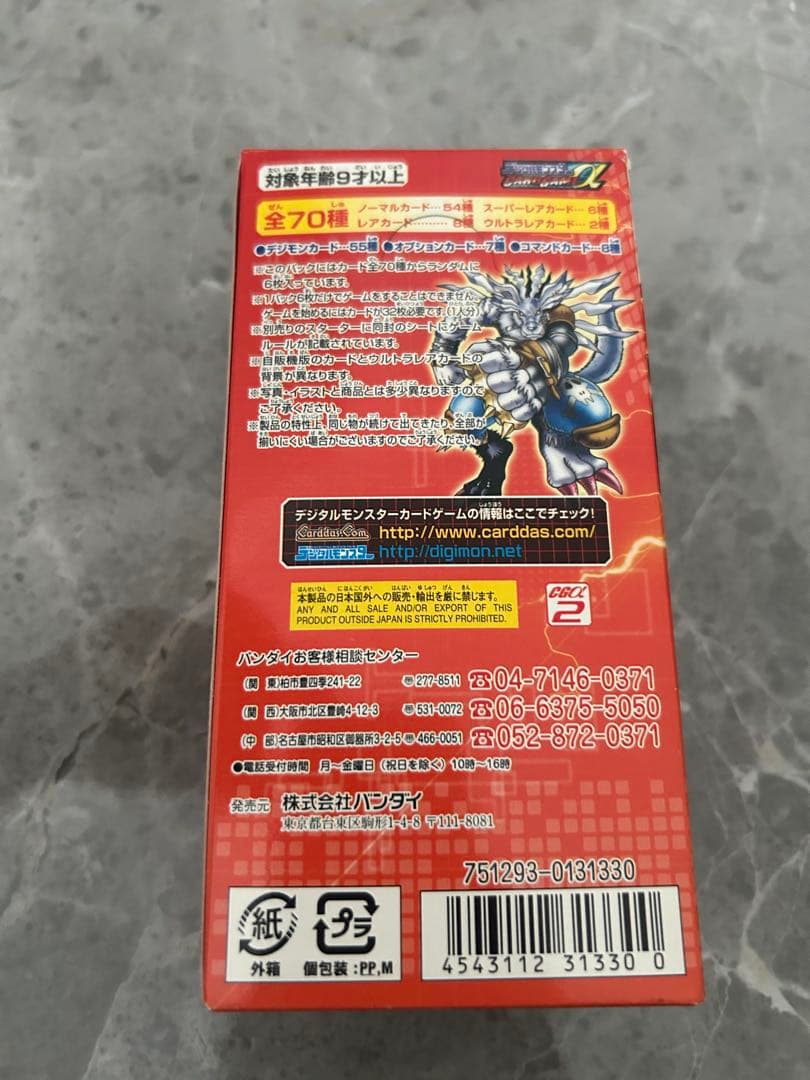 対象年齢9才以上
デジタルモンスター
CARD GAME α
全70種
ノーマルカード…54種 スーパーレアカード…6種
レアカード………8種 ウルトラレアカード…2種
●デジモンカード…55種 ●オプションカード…7種 ●コマンドカード…8種
※このパックにはカード全70種からランダムに
6枚入っています。
※1パック6枚だけでゲームをすることはできません。
ゲームを始めるにはカードが32枚必要です。(1人分)
※別売りのスターターに同封のシートにゲーム
ルールが記載されています。
※自販機版のカードとウルトラレアカードの
背景が異なります。
※写真・イラストと商品とは多少異なりますので
ご了承ください。
※製品の特性上、同じ物が続けて出てきたり、全部が
揃いにくい場合がございますのでご了承ください。
デジタルモンスターカードゲームの情報はここでチェック!
Carddas.Com http://www.carddas.com/
デジタルモンスター http://digimon.net
本製品の日本国外への販売・輸出を厳に禁じます。
ANY AND ALL SALE AND/OR EXPORT OF THIS
PRODUCT OUTSIDE JAPAN IS STRICTLY PROHIBITED.
CGα
2
バンダイお客様相談センター
(関 東)柏市豊四季241-22 〒277-8511 ☎04-7146-0371
(関 西)大阪市北区豊崎4-12-3 〒531-0072 ☎06-6375-5050
(中 部)名古屋市昭和区御器所3-2-5 〒466-0051 ☎052-872-0371
●電話受付時間 月~金曜日(祝日を除く)10時~16時
発売元 株式会社バンダイ
東京都台東区駒形1-4-8 〒111-8081
751293-0131330
紙
外箱
プラ
個包装:PP,M
4543112 31330 0